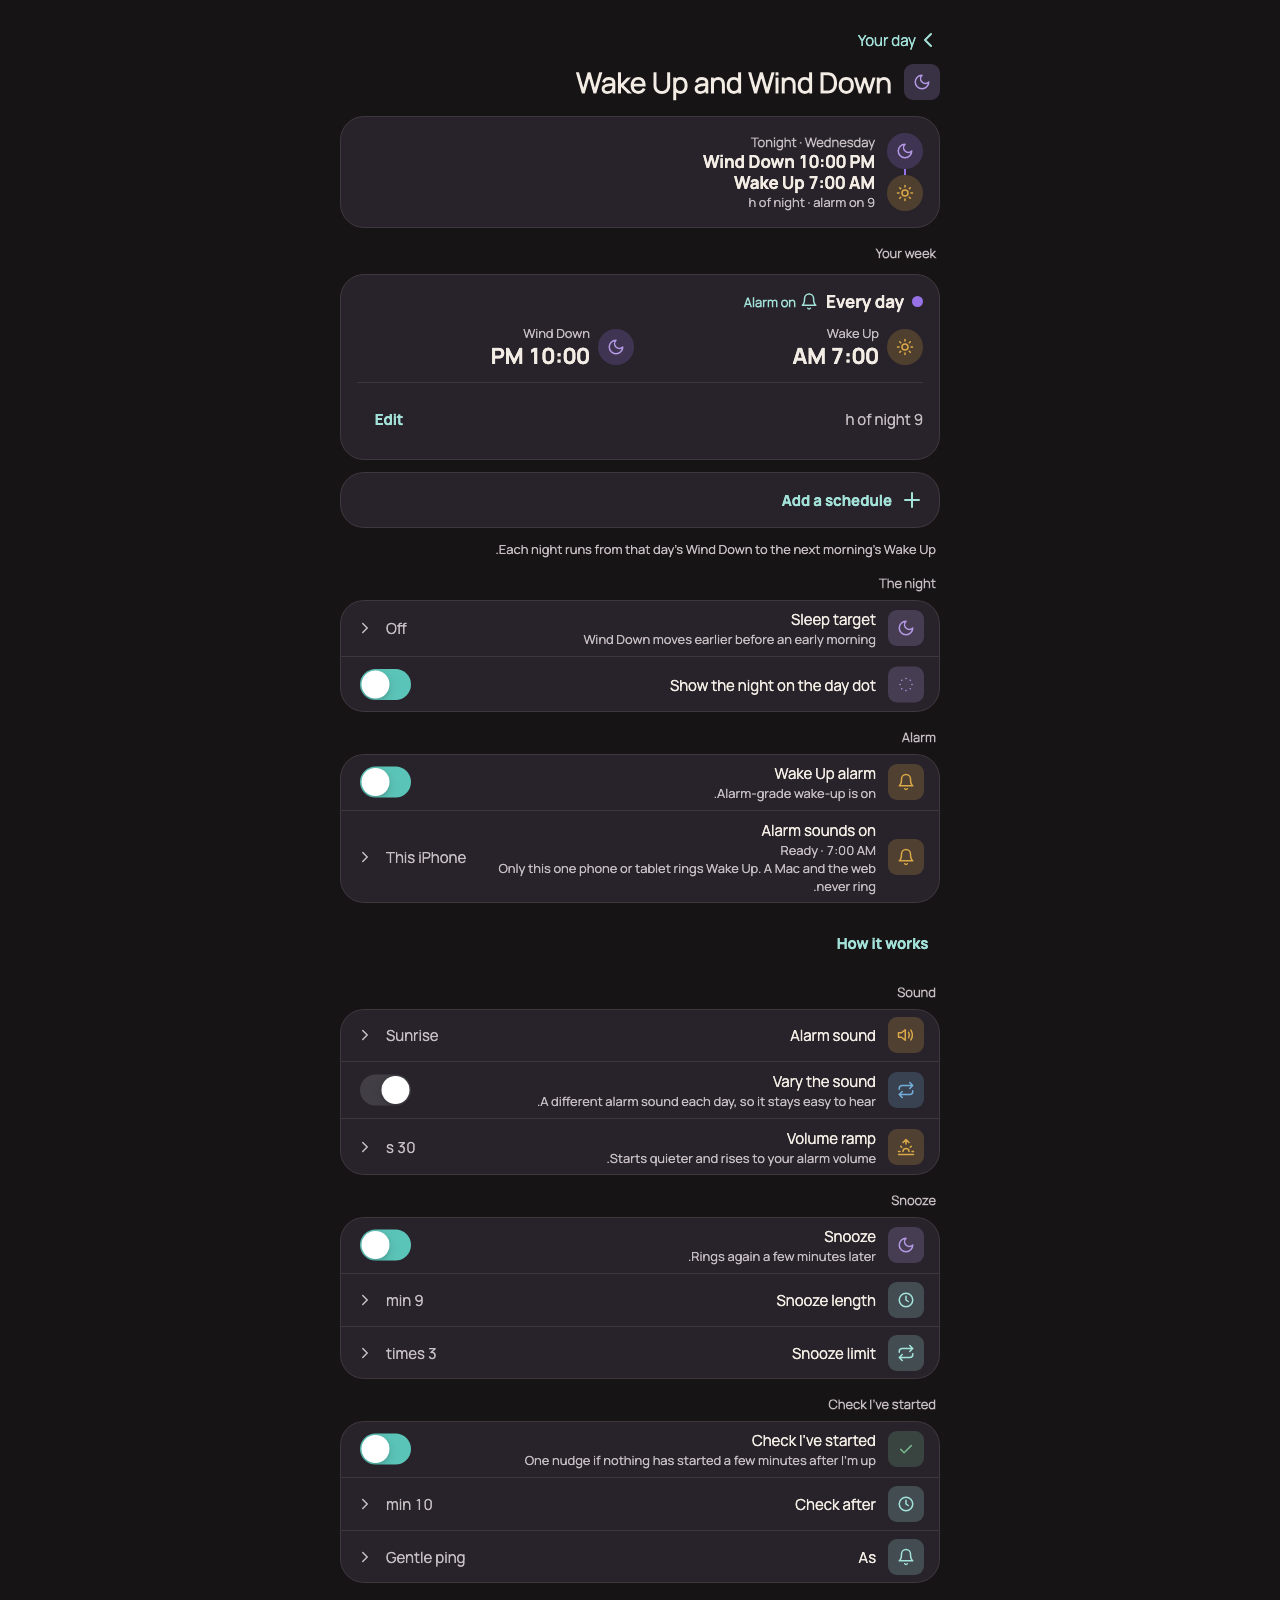 Your day
Wake Up and Wind Down
Tonight · Wednesday
Wind Down 10:00 PM
Wake Up 7:00 AM
h of night · alarm on 9
Your week
Every day
Alarm on
Wake Up
AM 7:00
Wind Down
PM 10:00
h of night 9
Edit
Add a schedule
.Each night runs from that day's Wind Down to the next morning's Wake Up
The night
Sleep target
Wind Down moves earlier before an early morning
Off
Show the night on the day dot
Alarm
Wake Up alarm
.Alarm-grade wake-up is on
Alarm sounds on
Ready · 7:00 AM
Only this one phone or tablet rings Wake Up. A Mac and the web
.never ring
This iPhone
How it works
Sound
Alarm sound
Sunrise
Vary the sound
.A different alarm sound each day, so it stays easy to hear
Volume ramp
.Starts quieter and rises to your alarm volume
s 30
Snooze
Snooze
.Rings again a few minutes later
Snooze length
min 9
Snooze limit
times 3
Check I've started
Check I've started
One nudge if nothing has started a few minutes after I'm up
Check after
min 10
As
Gentle ping